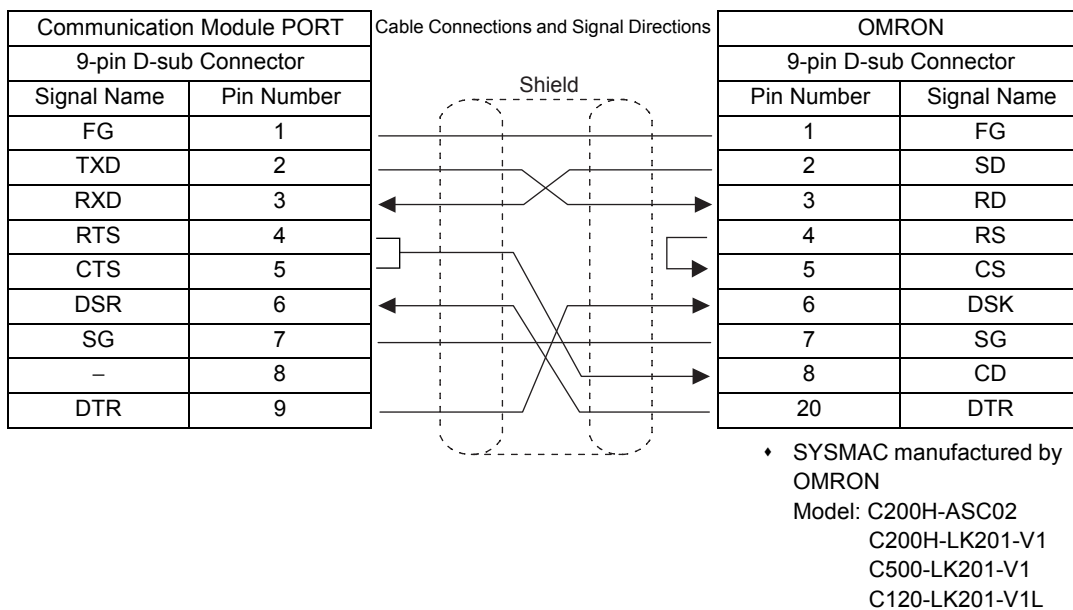 Communication Module PORT Cable Connections and Signal Directions OMRON
9-pin D-sub Connector 9-pin D-sub Connector
Shield
Signal Name Pin Number Pin Number Signal Name
FG 1 1 FG
TXD 2 2 SD
RXD 3 3 RD
RTS 4 4 RS
CTS 5 5 CS
DSR 6 6 DSK
SG 7 7 SG
– 8 8 CD
DTR 9 20 DTR
♦ SYSMAC manufactured by
OMRON
Model: C200H-ASC02
C200H-LK201-V1
C500-LK201-V1
C120-LK201-V1L